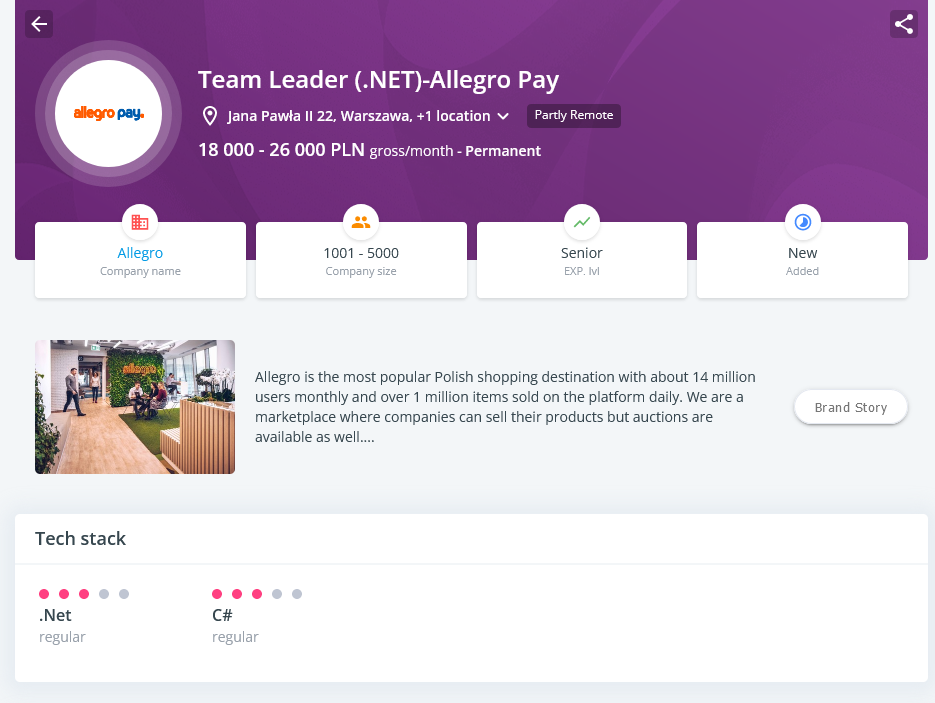 Team Leader (.NET)-Allegro Pay
allegro pay.
Jana Pawła II 22, Warszawa, +1 location
Partly Remote
18 000 - 26 000 PLN gross/month - Permanent
Allegro
Company name
1001 - 5000
Company size
Senior
EXP. lvl
New
Added
allegro
Allegro is the most popular Polish shopping destination with about 14 million
users monthly and over 1 million items sold on the platform daily. We are a
marketplace where companies can sell their products but auctions are
available as well....
Brand Story
Tech stack
.Net
regular
C#
regular